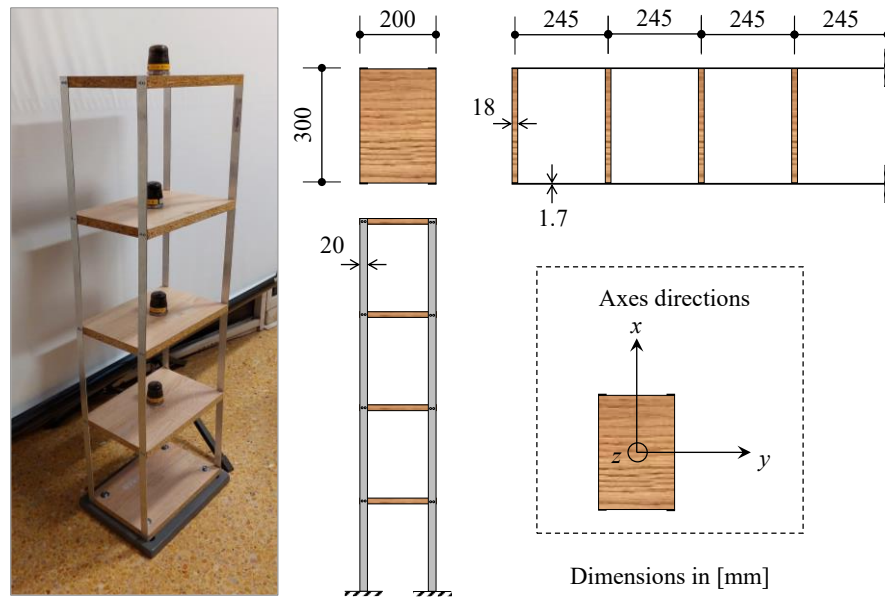 200
245 245 245 245
300
18
1.7
20
Axes directions
x
z
y
Dimensions in [mm]